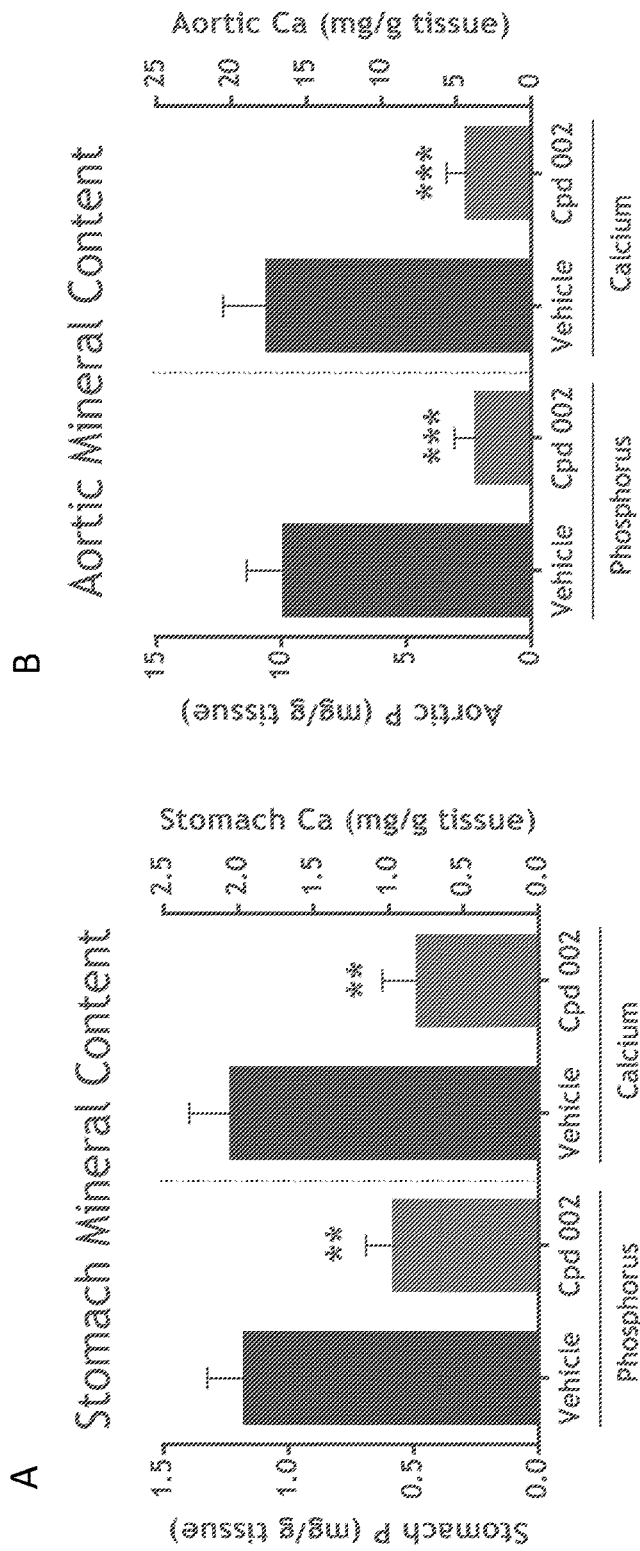 A
Stomach Mineral Content
Stomach P (mg/g tissue)
1.5
1.0
0.5
0.0
Stomach Ca (mg/g tissue)
2.5
2.0
1.5
1.0
0.5
0.0
**
**
Vehicle Cpd 002 Vehicle Cpd 002
Phosphorus Calcium
B
Aortic Mineral Content
Aortic P (mg/g tissue)
15
10
5
0
Aortic Ca (mg/g tissue)
25
20
15
10
5
0
***
***
Vehicle Cpd 002 Vehicle Cpd 002
Phosphorus Calcium